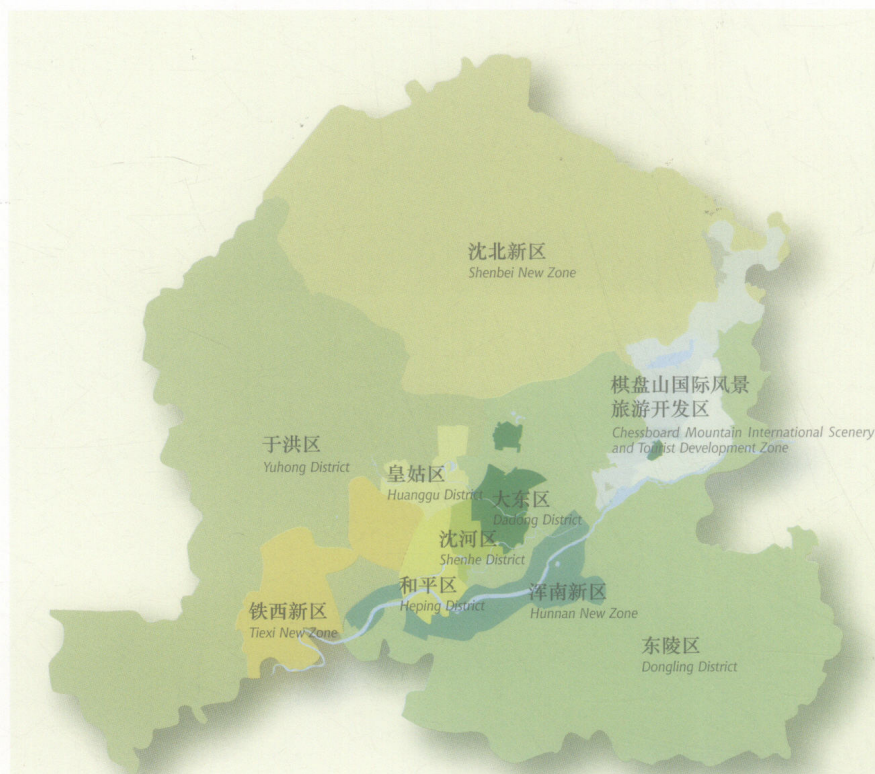 沈北新区
Shenbei New Zone
棋盘山国际风景
旅游开发区
Chessboard Mountain International Scenery
and Tourist Development Zone
于洪区
Yuhong District
皇姑区
Huanggu District
大东区
Dadong District
沈河区
Shenhe District
和平区
Heping District
浑南新区
Hunnan New Zone
铁西新区
Tiexi New Zone
东陵区
Dongling District